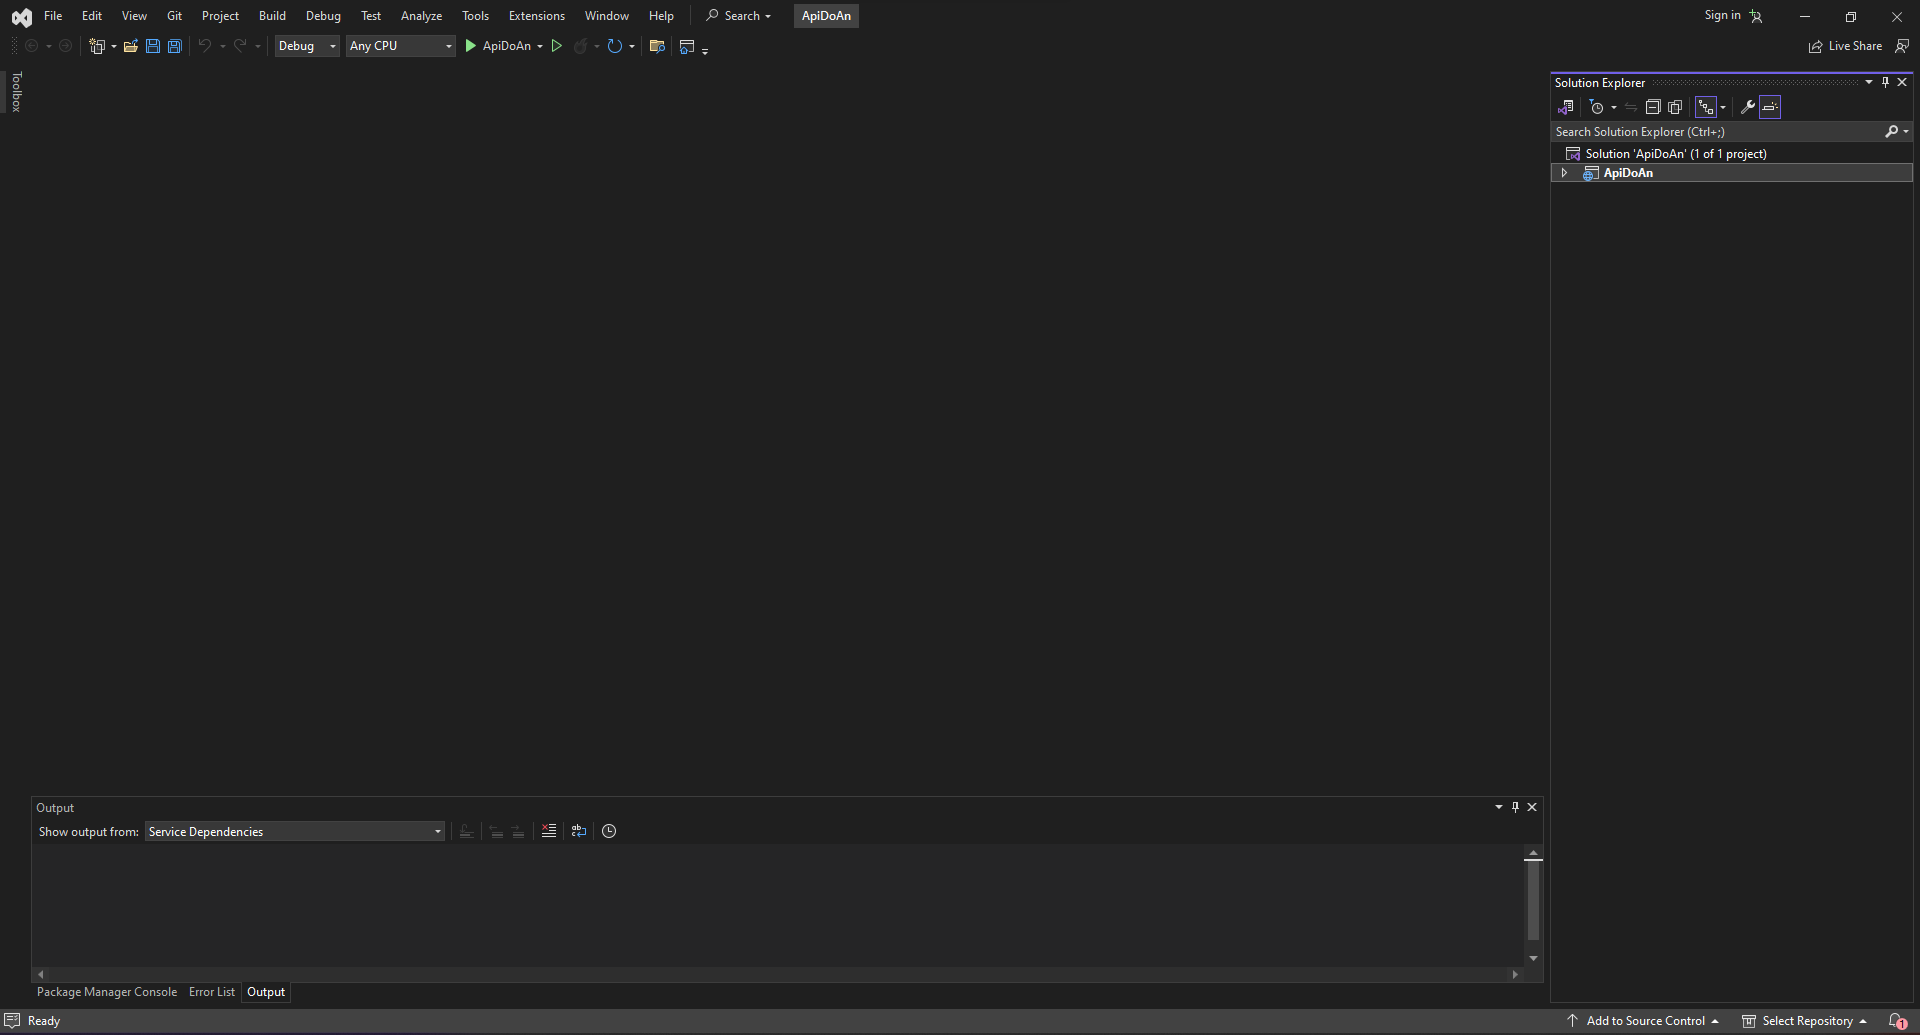 File Edit View Git Project Build Debug Test Analyze Tools Extensions Window Help Search ApiDoAn Sign in
Debug Any CPU ApiDoAn Live Share
Toolbox
Solution Explorer
Search Solution Explorer (Ctrl+;)
Solution 'ApiDoAn' (1 of 1 project)
ApiDoAn
Output
Show output from: Service Dependencies
Package Manager Console Error List Output
Ready Add to Source Control Select Repository 1